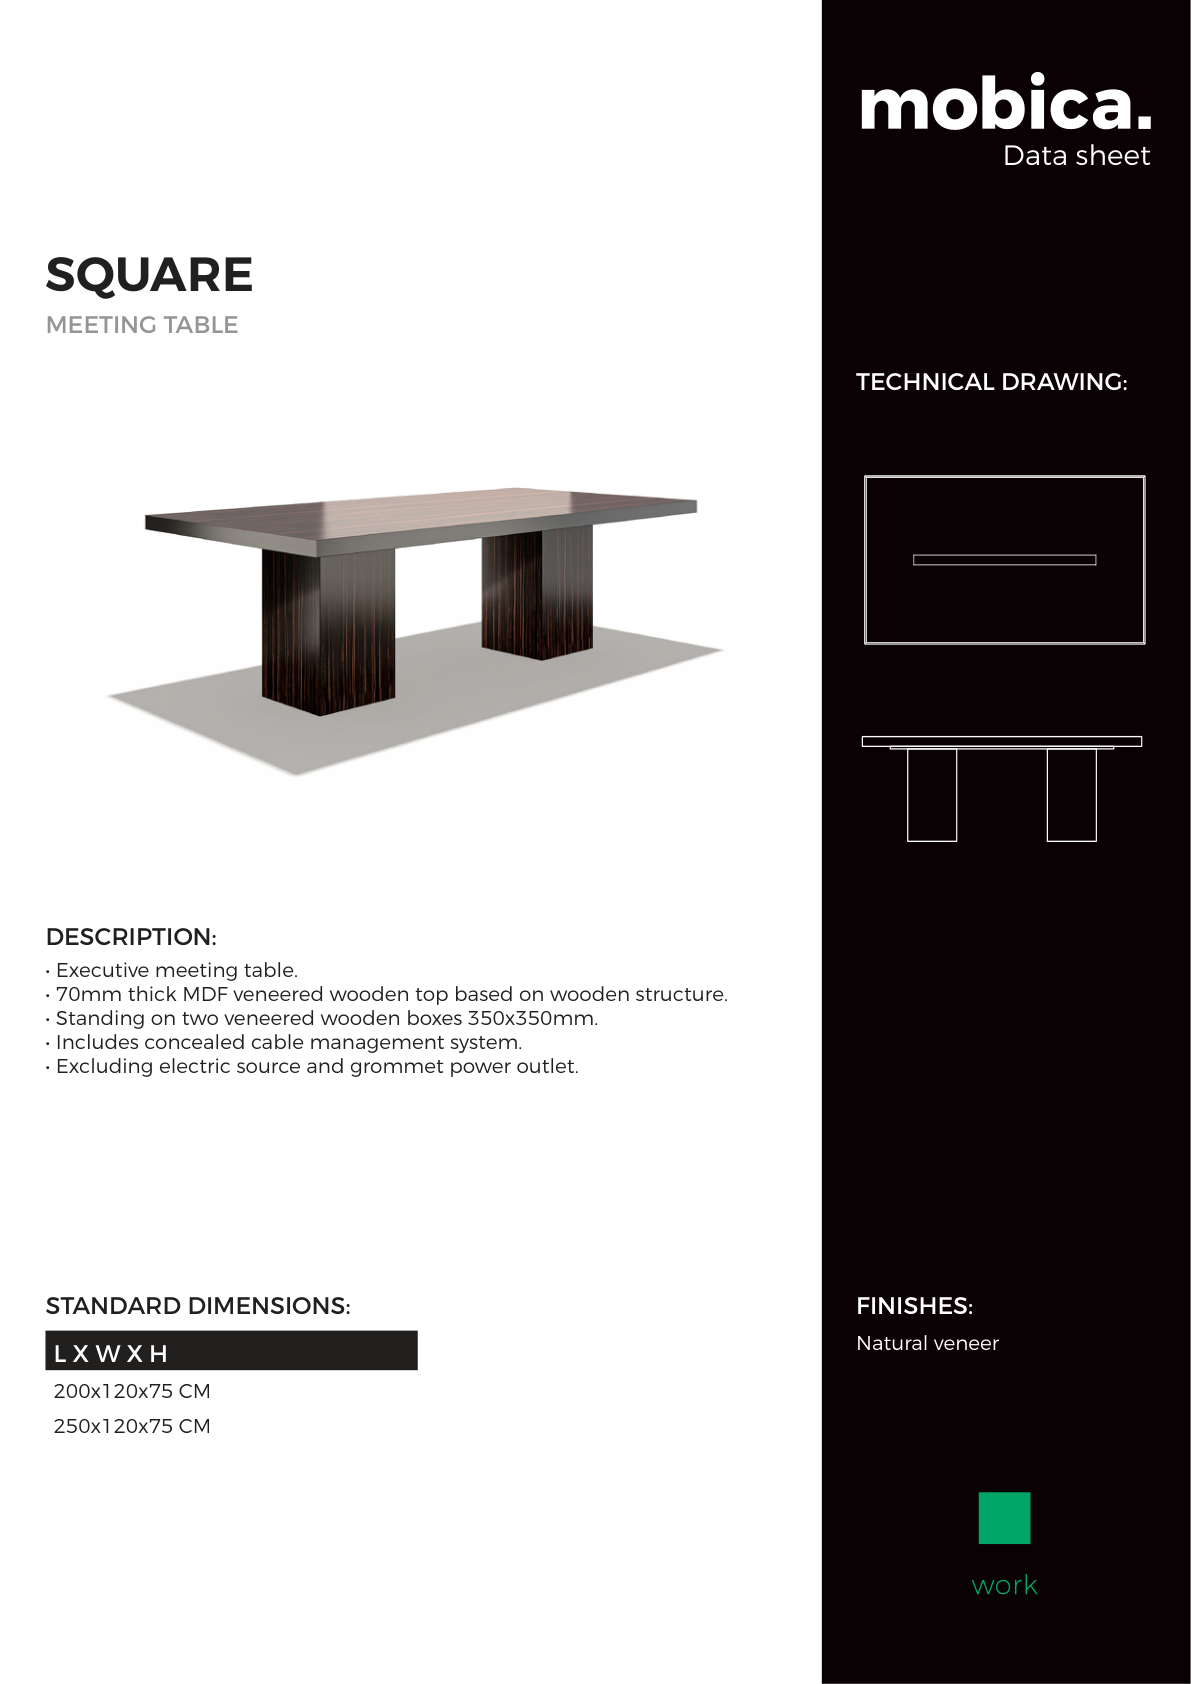 mobica.
Data sheet
SQUARE
MEETING TABLE
TECHNICAL DRAWING:
DESCRIPTION:
• Executive meeting table.
• 70mm thick MDF veneered wooden top based on wooden structure.
• Standing on two veneered wooden boxes 350x350mm.
• Includes concealed cable management system.
• Excluding electric source and grommet power outlet.
STANDARD DIMENSIONS:
L X W X H
200x120x75 CM
250x120x75 CM
FINISHES:
Natural veneer
work